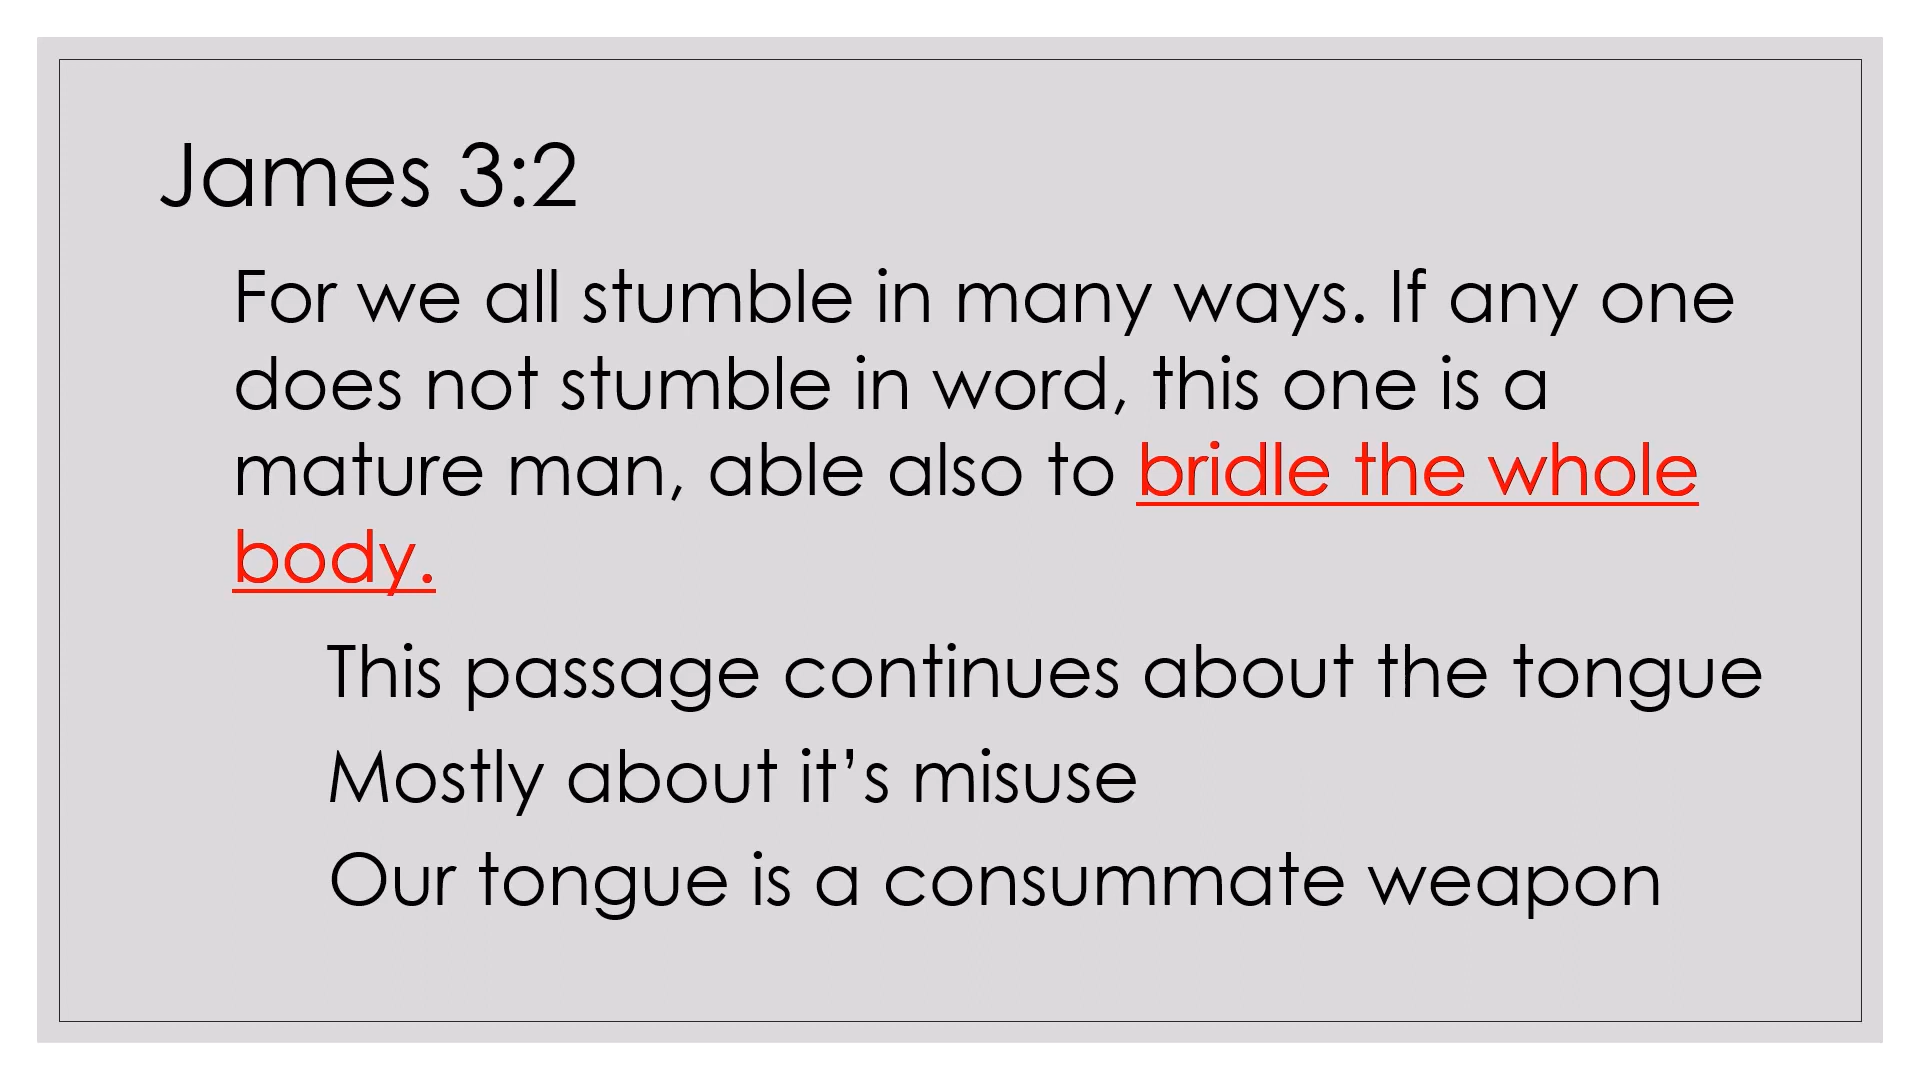 James 3:2
For we all stumble in many ways. If any one
does not stumble in word, this one is a
mature man, able also to bridle the whole
body.
This passage continues about the tongue
Mostly about it’s misuse
Our tongue is a consummate weapon